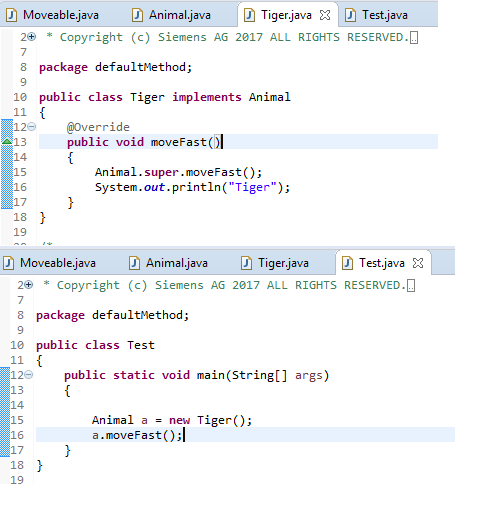 Moveable.java Animal.java Tiger.java Test.java
2 * Copyright (c) Siemens AG 2017 ALL RIGHTS RESERVED.
7
8 package defaultMethod;
9
10 public class Tiger implements Animal
11 {
12 @Override
13 public void moveFast()
14 {
15 Animal.super.moveFast();
16 System.out.println("Tiger");
17 }
18 }
19
Moveable.java Animal.java Tiger.java Test.java
2 * Copyright (c) Siemens AG 2017 ALL RIGHTS RESERVED.
7
8 package defaultMethod;
9
10 public class Test
11 {
12 public static void main(String[] args)
13 {
14
15 Animal a = new Tiger();
16 a.moveFast();
17 }
18 }
19